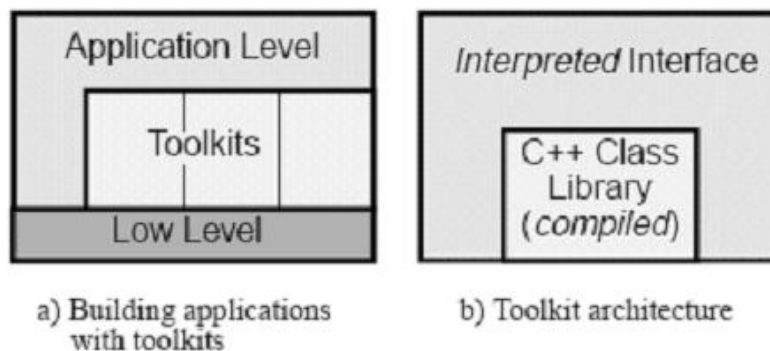 Application Level
Toolkits
Low Level
a) Building applications
with toolkits
Interpreted Interface
C++ Class
Library
(compiled)
b) Toolkit architecture